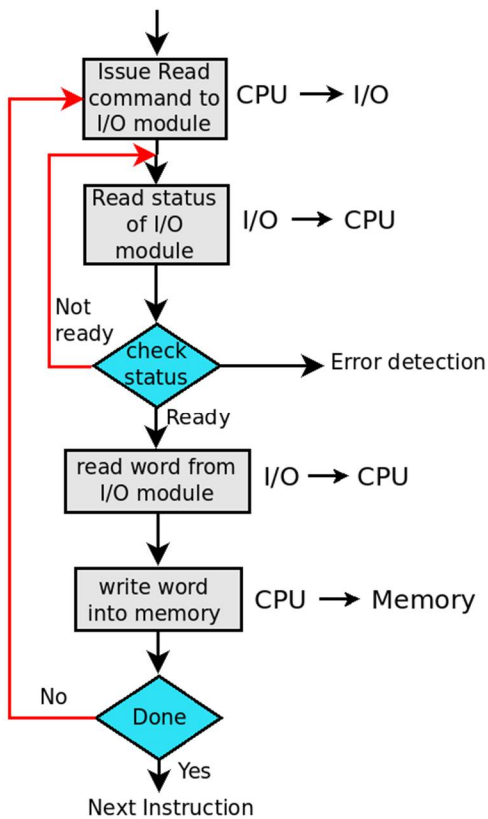 Issue Read
command to
I/O module
CPU → I/O
Read status
of I/O
module
I/O → CPU
Not
ready
check
status
Error detection
Ready
read word from
I/O module
I/O → CPU
write word
into memory
CPU → Memory
No
Done
Yes
Next Instruction